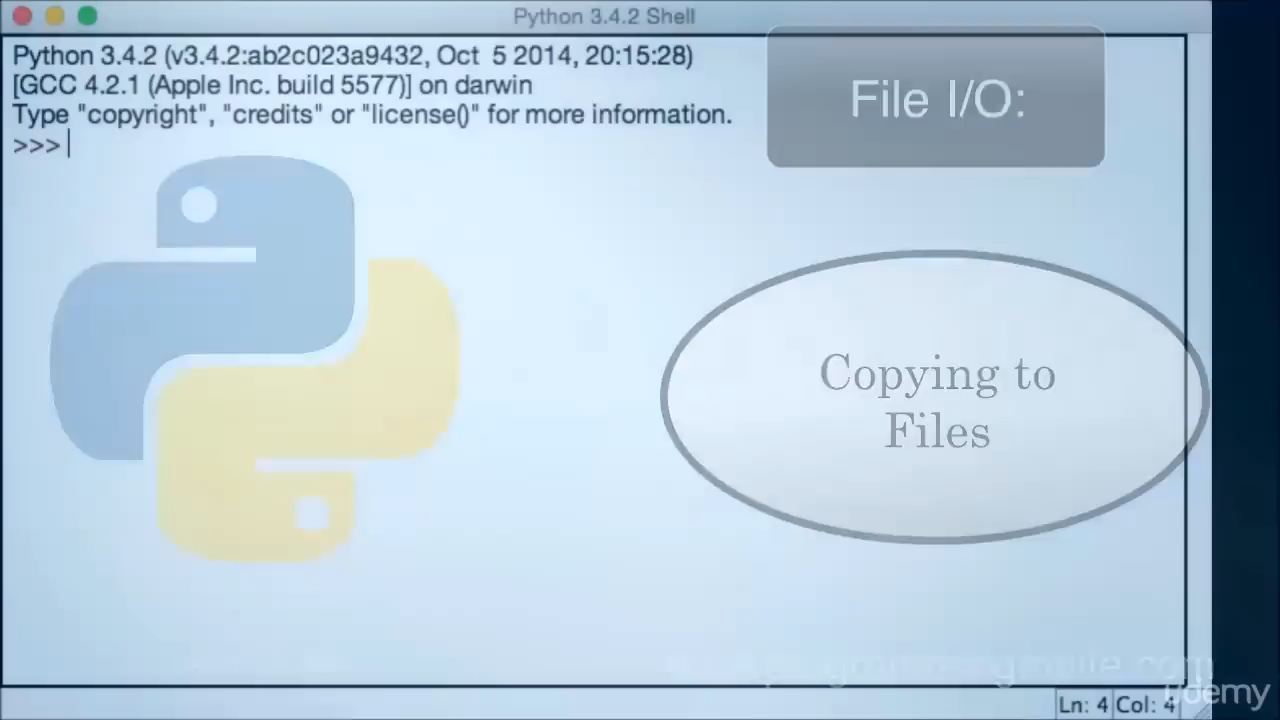 Python 3.4.2 Shell
Python 3.4.2 (v3.4.2:ab2c023a9432, Oct  5 2014, 20:15:28)
[GCC 4.2.1 (Apple Inc. build 5577)] on darwin
Type "copyright", "credits" or "license()" for more information.
>>>
File I/O:
Copying to
Files
udemy
Ln: 4 Col: 4